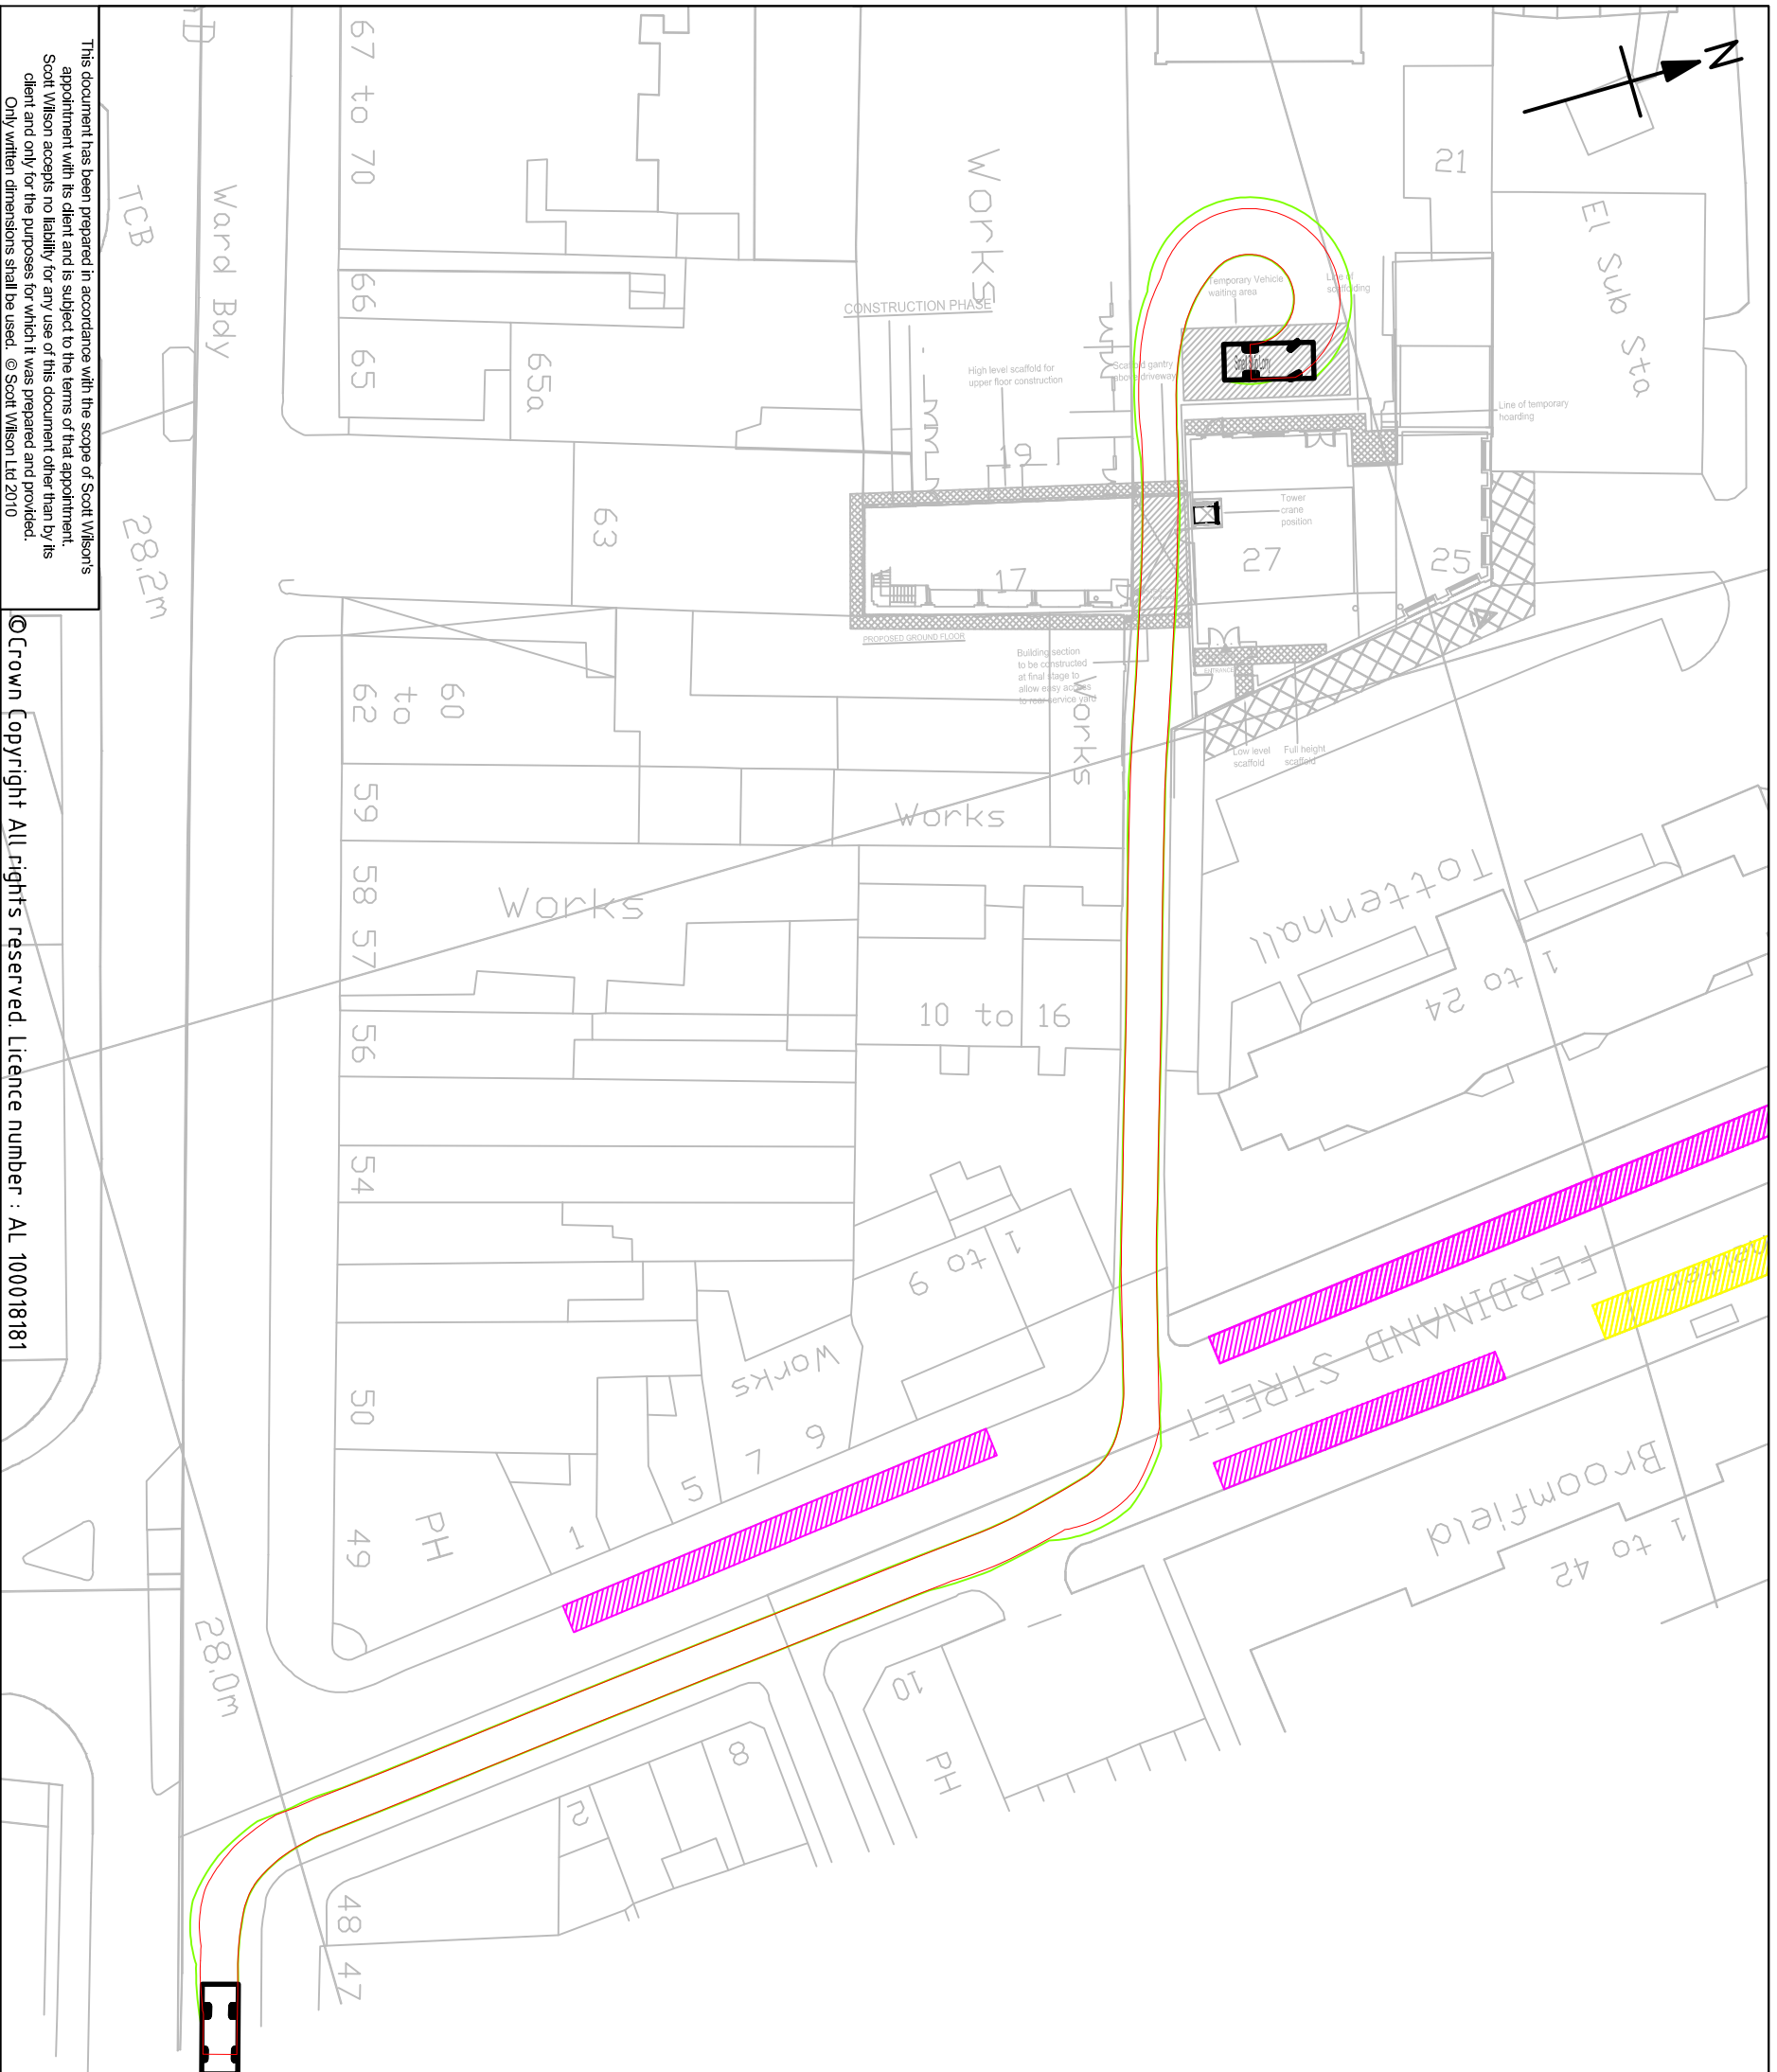 N
21
El Sub Sta
67 to 70
Works
TCB
Ward Bdy
66
65
65a
CONSTRUCTION PHASE
Temporary Vehicle
waiting area
Line of
scaffolding
High level scaffold for
upper floor construction
Scaffold gantry
above driveway
Line of temporary
hoarding
19
Tower
crane
position
63
17
27
25
28.2m
PROPOSED GROUND FLOOR
Building section
to be constructed
at final stage to
allow easy access
to rear service yard
ENTRANCE
Works
Low level
scaffold
Full height
scaffold
60
to
62
59
Works
58
Works
57
Tottenhall
1 to 24
10 to 16
56
54
1 to 9
FERDINAND STREET
Works
50
5
7
9
Broomfield
1 to 42
49
PH
1
28.0m
10
PH
8
2
48
47
This document has been prepared in accordance with the scope of Scott Wilson's
appointment with its client and is subject to the terms of that appointment.
Scott Wilson accepts no liability for any use of this document other than by its
client and only for the purposes for which it was prepared and provided.
Only written dimensions shall be used. © Scott Wilson Ltd 2010
© Crown Copyright All rights reserved. Licence number : AL 100018181